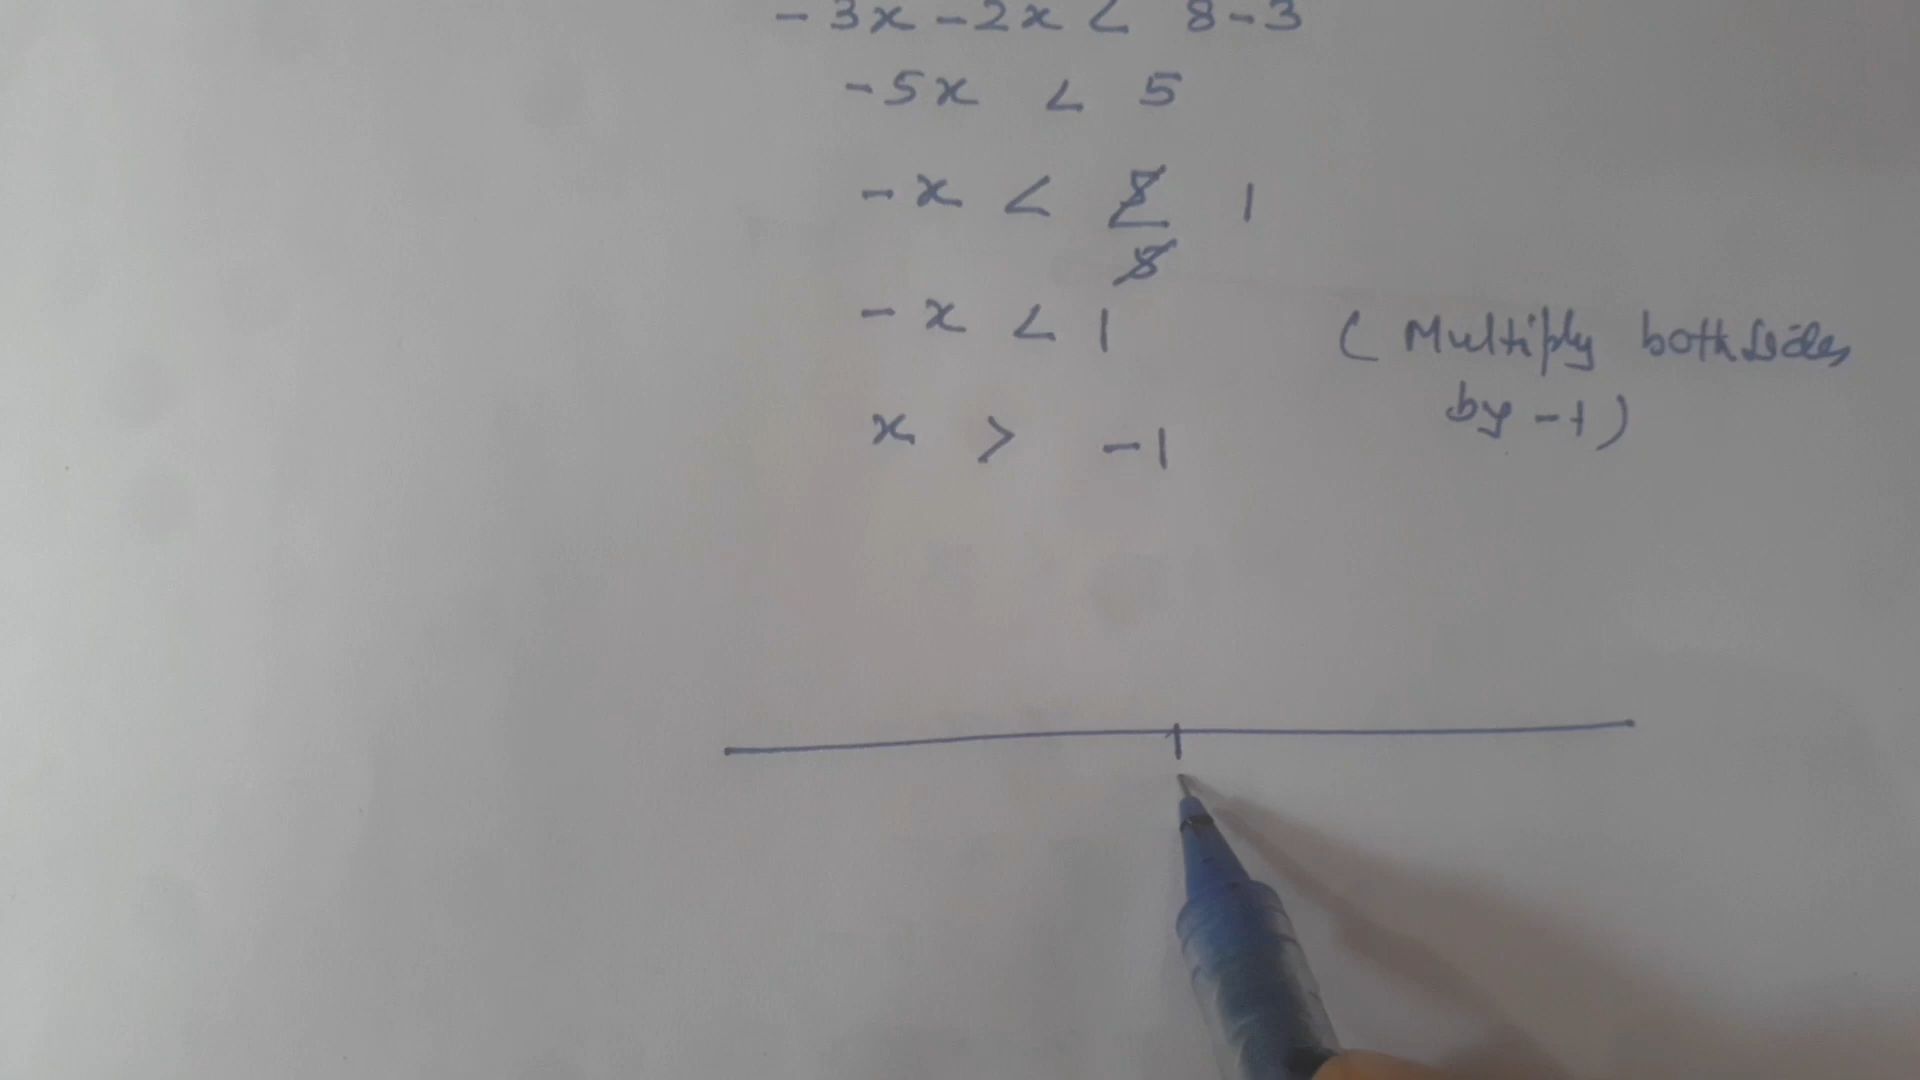 - 3x - 2x < 8 - 3
-5x < 5
-x < 5/5 1
-x < 1 (Multiply both sides
by -1)
x > -1